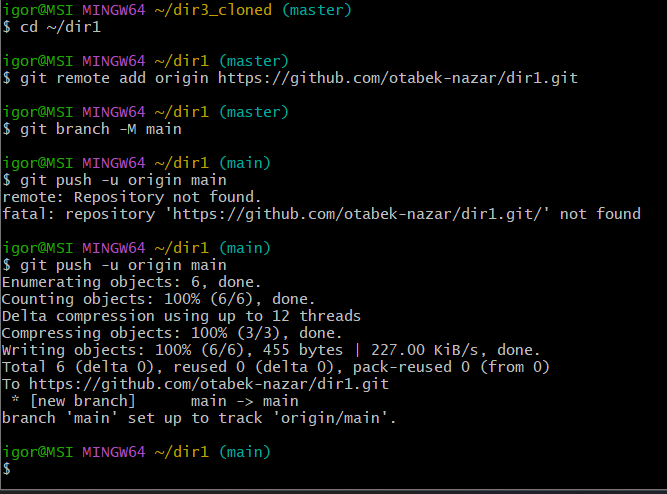 igor@MSI MINGW64 ~/dir3_cloned (master)
$ cd ~/dir1
igor@MSI MINGW64 ~/dir1 (master)
$ git remote add origin https://github.com/otabek-nazar/dir1.git
igor@MSI MINGW64 ~/dir1 (master)
$ git branch -M main
igor@MSI MINGW64 ~/dir1 (main)
$ git push -u origin main
remote: Repository not found.
fatal: repository 'https://github.com/otabek-nazar/dir1.git/' not found
igor@MSI MINGW64 ~/dir1 (main)
$ git push -u origin main
Enumerating objects: 6, done.
Counting objects: 100% (6/6), done.
Delta compression using up to 12 threads
Compressing objects: 100% (3/3), done.
Writing objects: 100% (6/6), 455 bytes | 227.00 KiB/s, done.
Total 6 (delta 0), reused 0 (delta 0), pack-reused 0 (from 0)
To https://github.com/otabek-nazar/dir1.git
 * [new branch]      main -> main
branch 'main' set up to track 'origin/main'.
igor@MSI MINGW64 ~/dir1 (main)
$